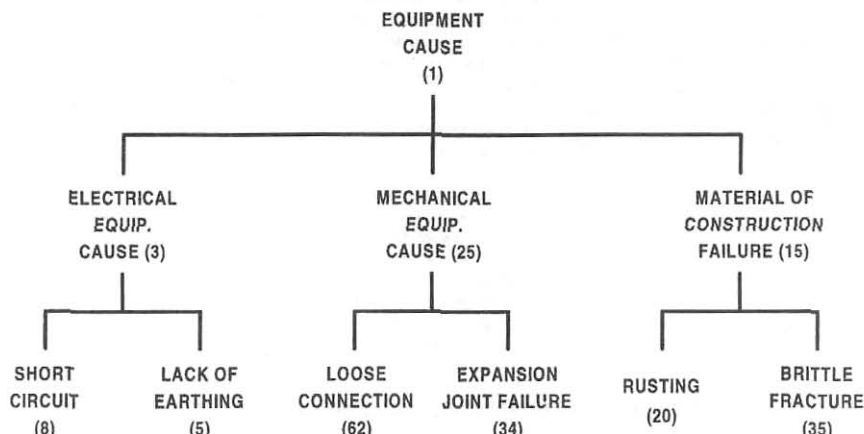 EQUIPMENT
CAUSE
(1)
ELECTRICAL
EQUIP.
CAUSE (3)
MECHANICAL
EQUIP.
CAUSE (25)
MATERIAL OF
CONSTRUCTION
FAILURE (15)
SHORT
CIRCUIT
(8)
LACK OF
EARTHING
(5)
LOOSE
CONNECTION
(62)
EXPANSION
JOINT FAILURE
(34)
RUSTING
(20)
BRITTLE
FRACTURE
(35)